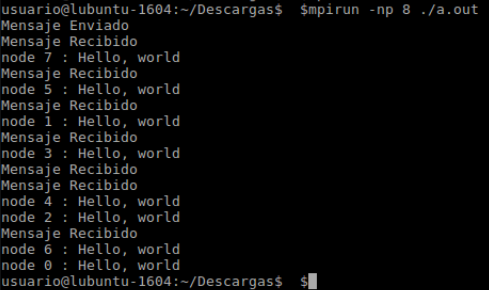 usuario@lubuntu-1604:~/Descargas$  $mpirun -np 8 ./a.out
Mensaje Enviado
Mensaje Recibido
node 7 : Hello, world
Mensaje Recibido
node 5 : Hello, world
Mensaje Recibido
node 1 : Hello, world
Mensaje Recibido
node 3 : Hello, world
Mensaje Recibido
Mensaje Recibido
node 4 : Hello, world
node 2 : Hello, world
Mensaje Recibido
node 6 : Hello, world
node 0 : Hello, world
usuario@lubuntu-1604:~/Descargas$  $